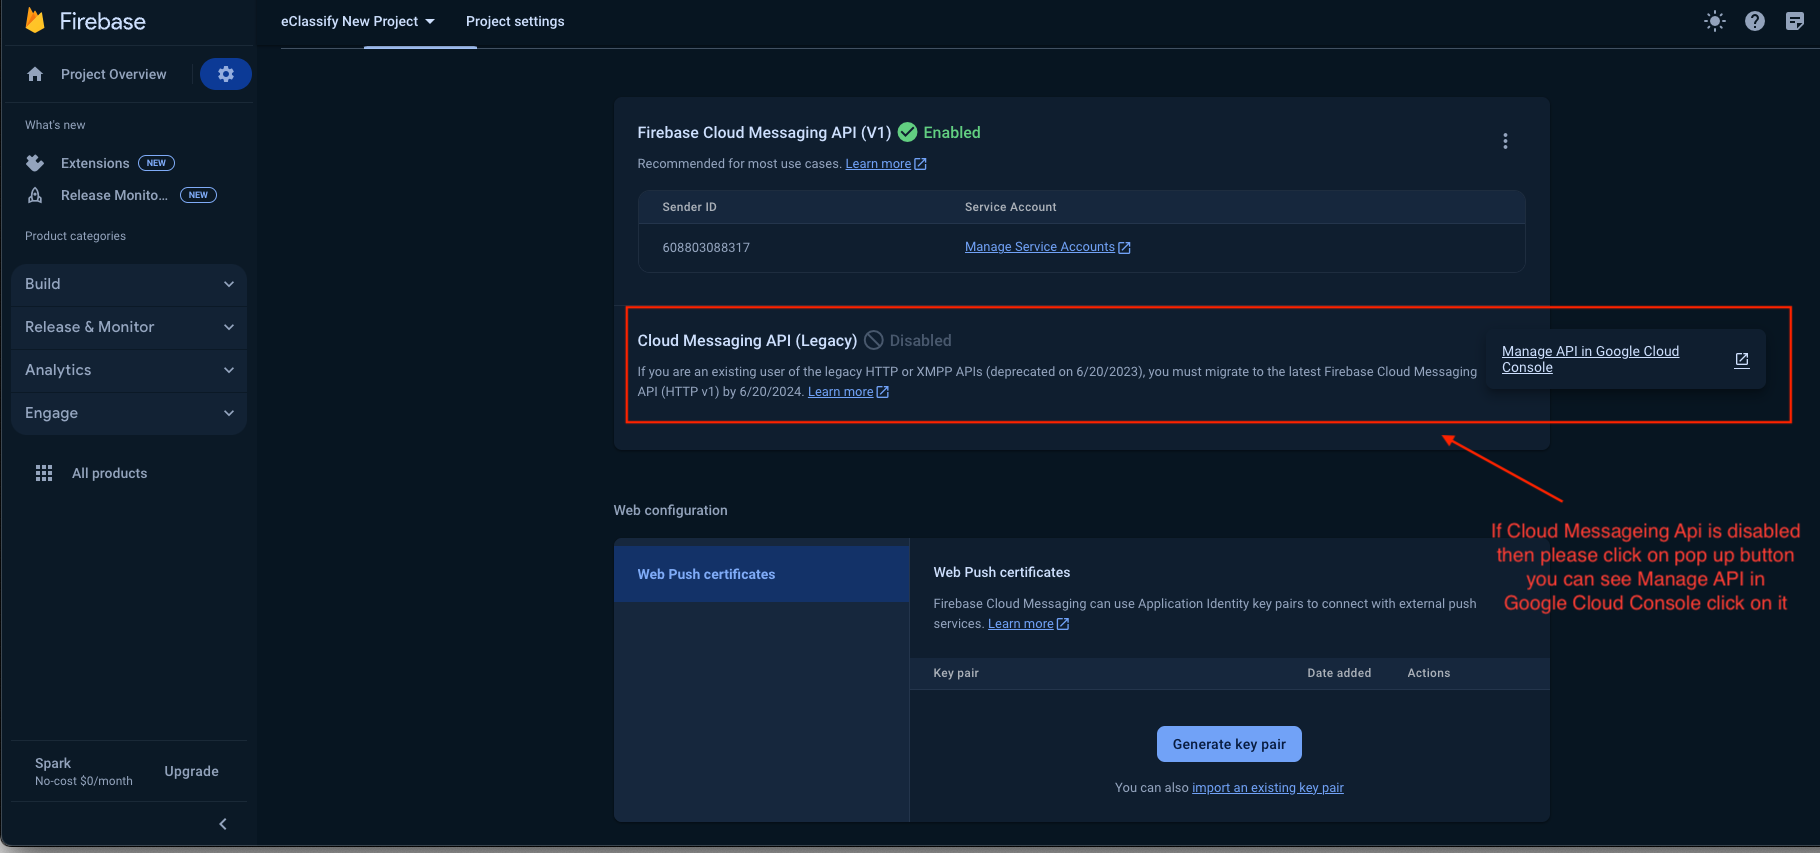 Firebase
eClassify New Project
Project settings
Project Overview
What's new
Extensions NEW
Release Monito... NEW
Product categories
Build
Release & Monitor
Analytics
Engage
All products
Spark
No-cost $0/month
Upgrade
Firebase Cloud Messaging API (V1) Enabled
Recommended for most use cases. Learn more
Sender ID Service Account
608803088317 Manage Service Accounts
Cloud Messaging API (Legacy) Disabled
If you are an existing user of the legacy HTTP or XMPP APIs (deprecated on 6/20/2023), you must migrate to the latest Firebase Cloud Messaging
API (HTTP v1) by 6/20/2024. Learn more
Manage API in Google Cloud
Console
If Cloud Messageing Api is disabled
then please click on pop up button
you can see Manage API in
Google Cloud Console click on it
Web configuration
Web Push certificates
Web Push certificates
Firebase Cloud Messaging can use Application Identity key pairs to connect with external push
services. Learn more
Key pair Date added Actions
Generate key pair
You can also import an existing key pair